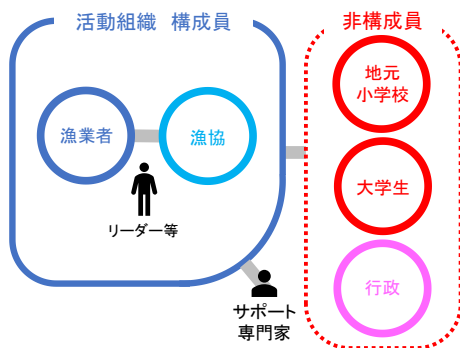 活動組織 構成員
漁業者
漁協
リーダー等
サポート
専門家
非構成員
地元
小学校
大学生
行政